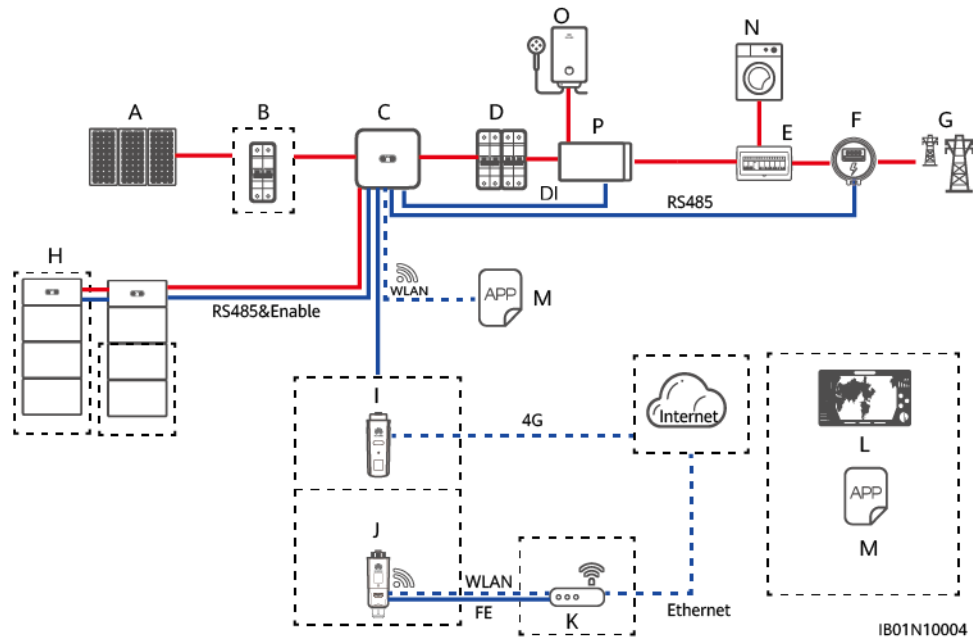 O
N
A
B
C
D
P
E
F
G
DI
RS485
H
WLAN
APP
M
RS485&Enable
I
4G
Internet
L
APP
M
J
WLAN
FE
K
Ethernet
IB01N10004